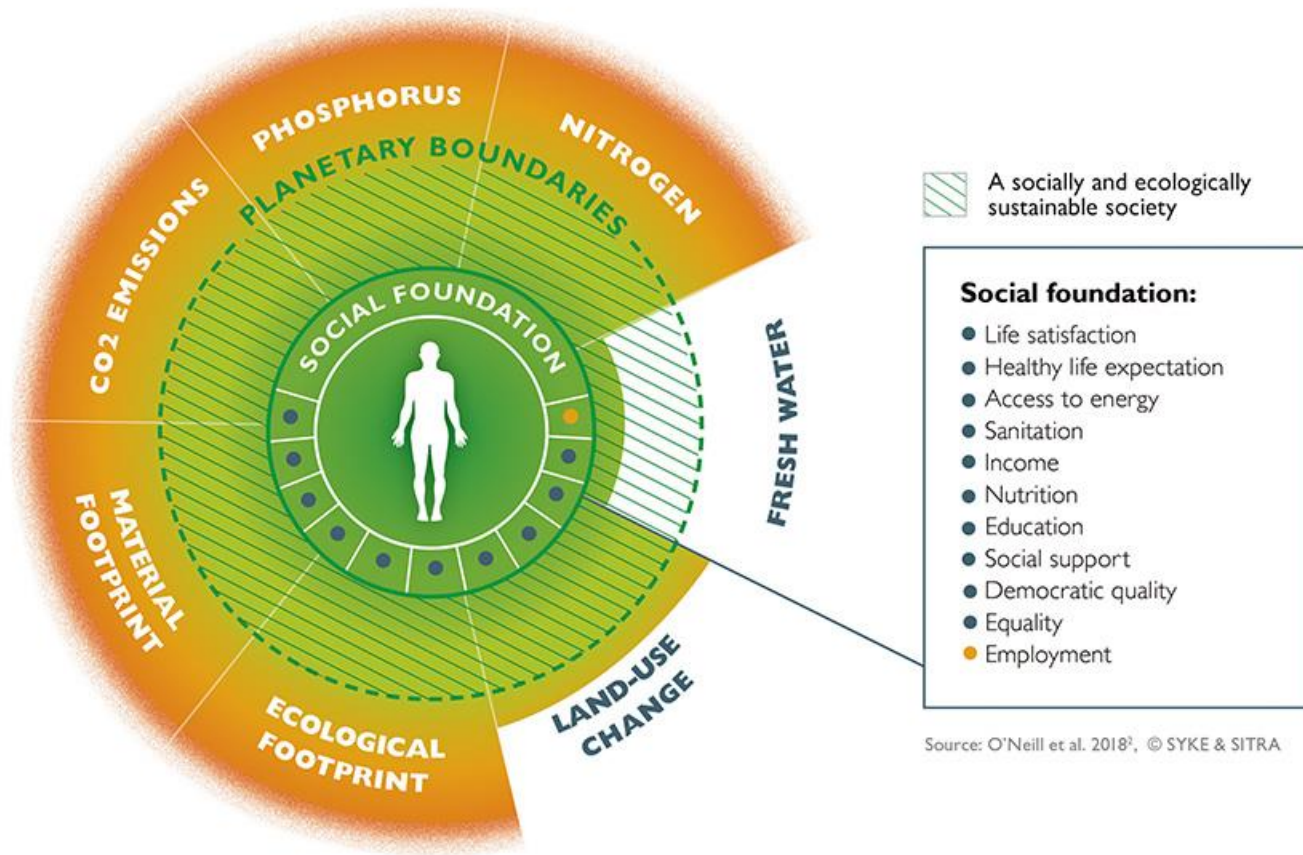 PHOSPHORUS
NITROGEN
PLANETARY BOUNDARIES
CO2 EMISSIONS
SOCIAL FOUNDATION
FRESH WATER
MATERIAL
FOOTPRINT
ECOLOGICAL
FOOTPRINT
LAND-USE
CHANGE
A socially and ecologically
sustainable society
Social foundation:
Life satisfaction
Healthy life expectation
Access to energy
Sanitation
Income
Nutrition
Education
Social support
Democratic quality
Equality
Employment
Source: O'Neill et al. 2018², © SYKE & SITRA